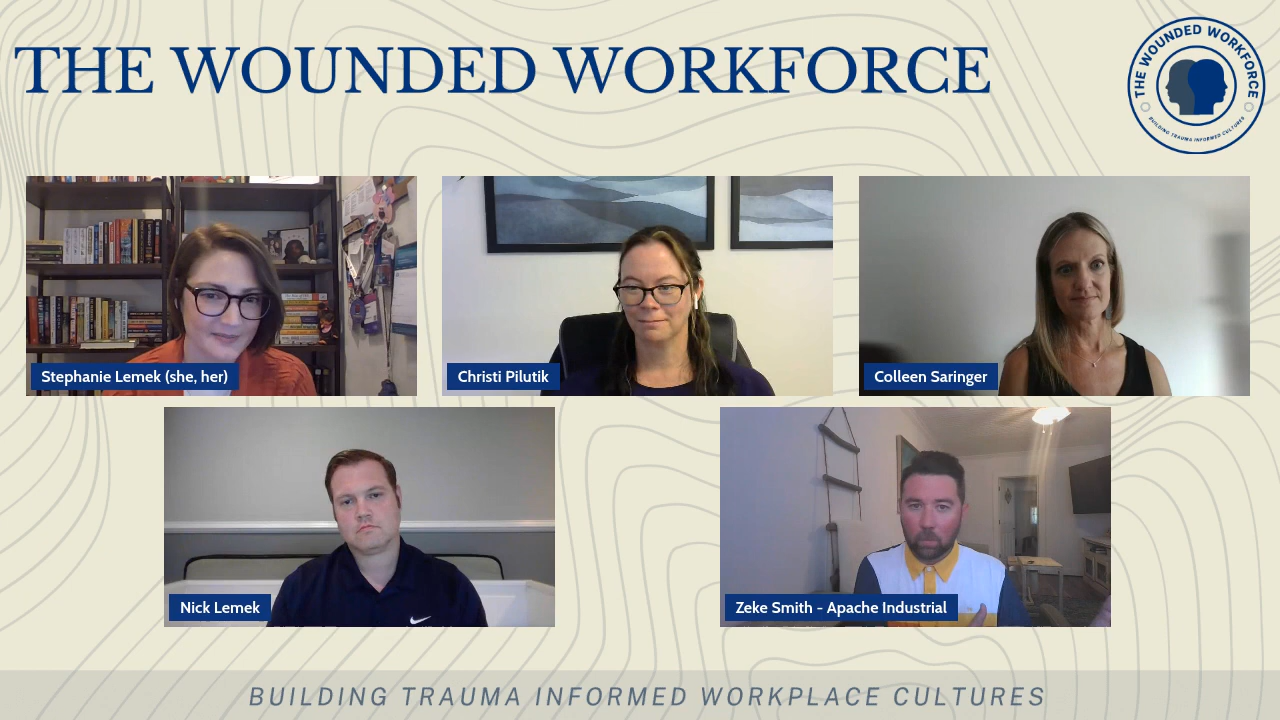 THE WOUNDED WORKFORCE
THE WOUNDED WORKFORCE
BUILDING TRAUMA INFORMED CULTURES
Stephanie Lemek (she, her)
Christi Pilutik
Colleen Saringer
Nick Lemek
Zeke Smith - Apache Industrial
BUILDING TRAUMA INFORMED WORKPLACE CULTURES